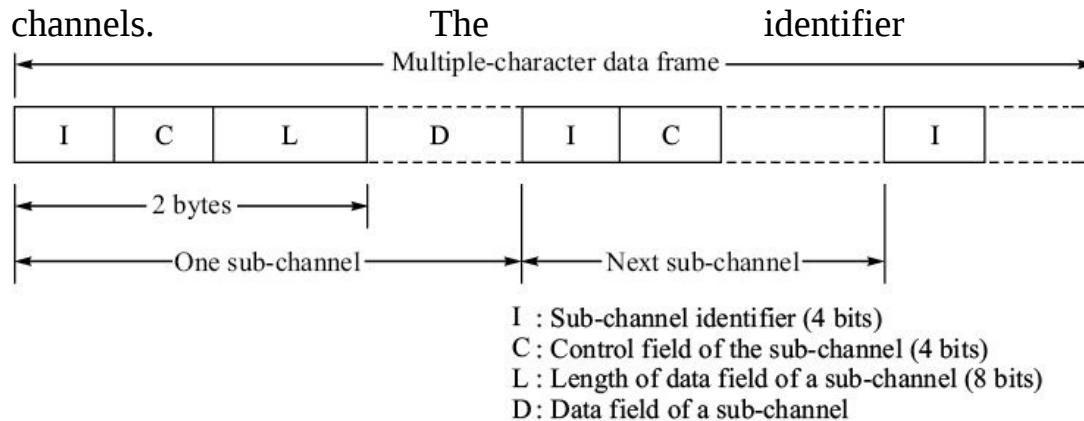 channels. The identifier
Multiple-character data frame
I C L D I C I
2 bytes
One sub-channel Next sub-channel
I : Sub-channel identifier (4 bits)
C : Control field of the sub-channel (4 bits)
L : Length of data field of a sub-channel (8 bits)
D : Data field of a sub-channel